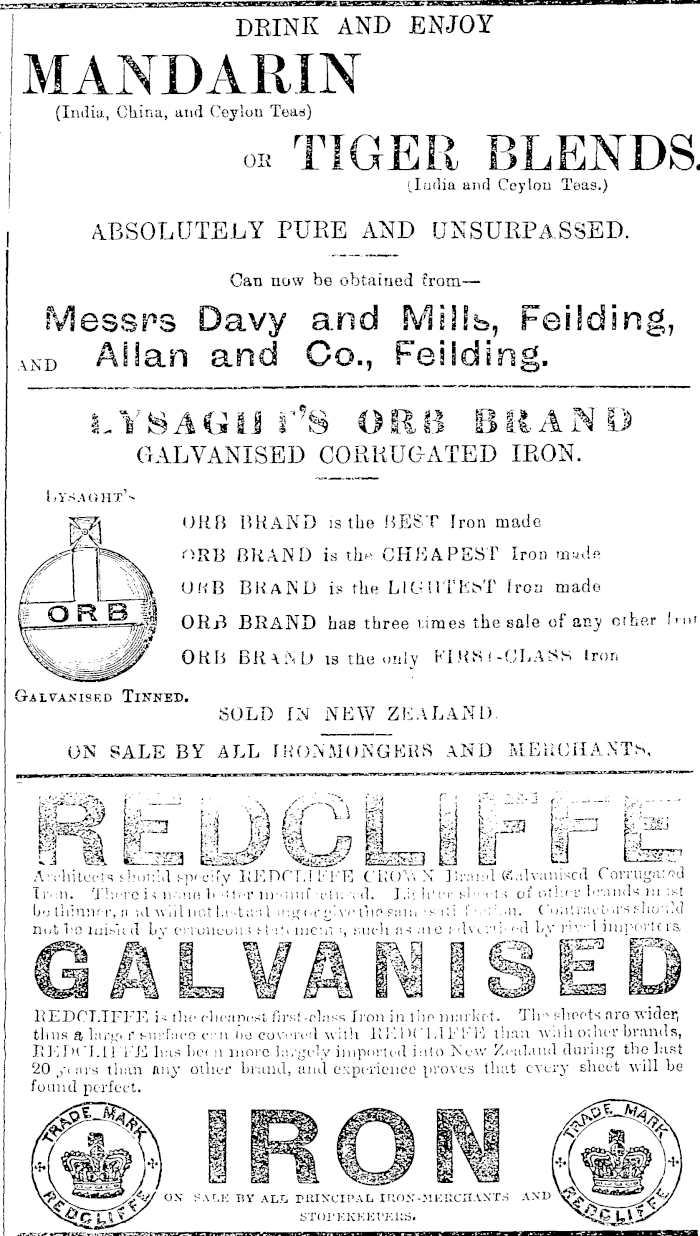 DRINK AND ENJOY
MANDARIN
(India, China, and Ceylon Teas)
OR TIGER BLENDS.
(India and Ceylon Teas.)
ABSOLUTELY PURE AND UNSURPASSED.
Can now be obtained from—
Messrs Davy and Mills, Feilding,
AND Allan and Co., Feilding.
LYSAGHT'S ORB BRAND
GALVANISED CORRUGATED IRON.
LYSAGHT'S
ORB BRAND is the BEST Iron made
ORB BRAND is the CHEAPEST Iron made
ORB BRAND is the LIGHTEST Iron made
ORB
ORB BRAND has three times the sale of any other Iron
ORB BRAND is the only FIRST-CLASS Iron
GALVANISED TINNED.
SOLD IN NEW ZEALAND.
ON SALE BY ALL IRONMONGERS AND MERCHANTS,
REDCLIFFE
Architects should specify REDCLIFFE CROWN Brand Galvanised Corrugated
Iron. There is none better manufactured. Lighter sheets of other brands must
be thinner, and will not last as long or give the same satisfaction. Contractors should
not be misled by erroneous statements, such as are advertised by rival importers
GALVANISED
REDCLIFFE is the cheapest first-class Iron in the market. The sheets are wider,
thus a larger surface can be covered with REDCLIFFE than with other brands,
REDCLIFFE has been more largely imported into New Zealand during the last
20 years than any other brand, and experience proves that every sheet will be
found perfect.
TRADE MARK
REDCLIFFE
IRON
TRADE MARK
REDCLIFFE
ON SALE BY ALL PRINCIPAL IRON-MERCHANTS AND
STOREKEEPERS.